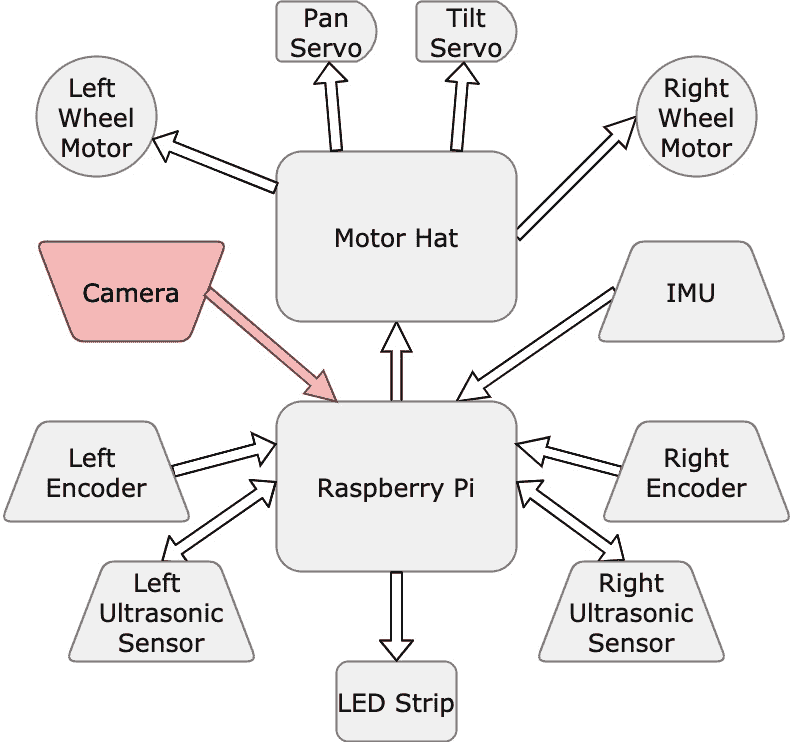 Pan
Servo
Tilt
Servo
Left
Wheel
Motor
Right
Wheel
Motor
Motor Hat
Camera
IMU
Left
Encoder
Raspberry Pi
Right
Encoder
Left
Ultrasonic
Sensor
Right
Ultrasonic
Sensor
LED Strip